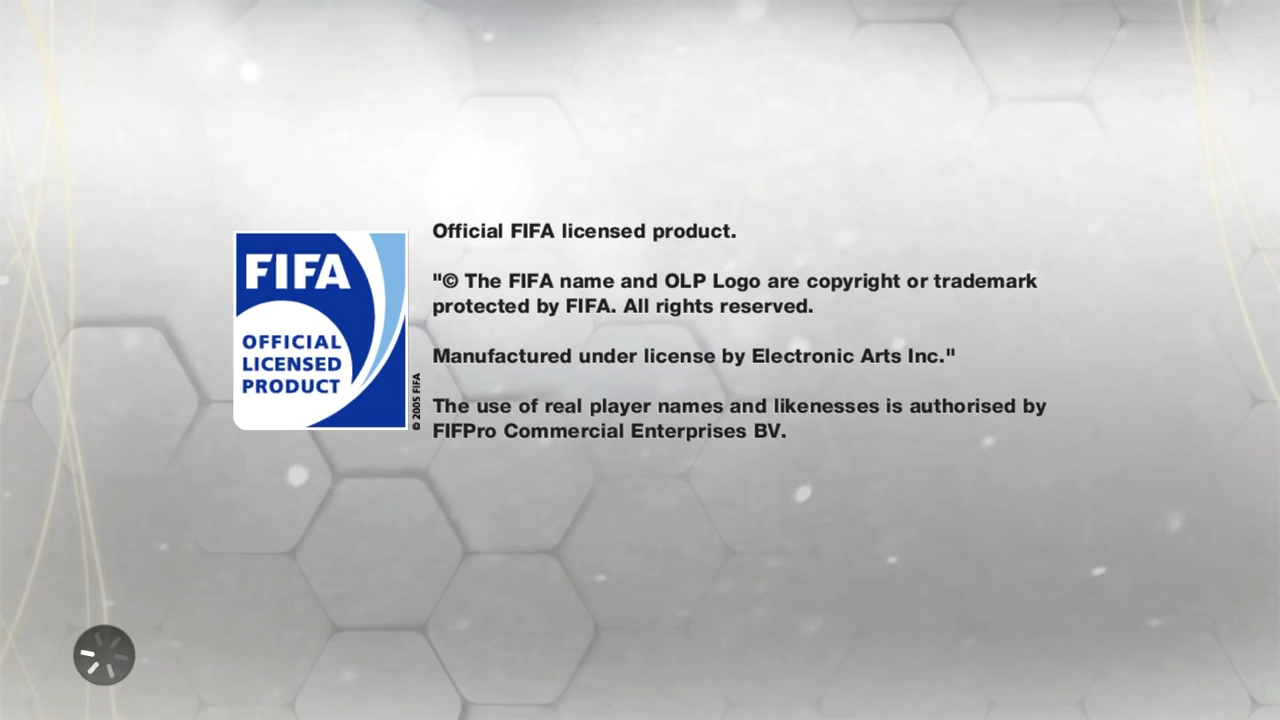 FIFA
OFFICIAL
LICENSED
PRODUCT
© 2005 FIFA
Official FIFA licensed product.
"© The FIFA name and OLP Logo are copyright or trademark
protected by FIFA. All rights reserved.
Manufactured under license by Electronic Arts Inc."
The use of real player names and likenesses is authorised by
FIFPro Commercial Enterprises BV.